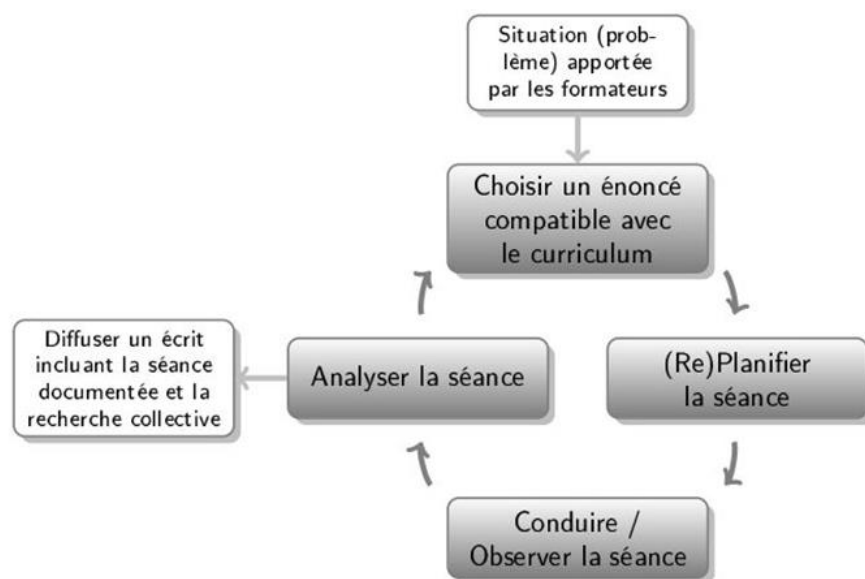 Situation (prob-
lème) apportée
par les formateurs
Choisir un énoncé
compatible avec
le curriculum
Diffuser un écrit
incluant la séance
documentée et la
recherche collective
Analyser la séance
(Re)Planifier
la séance
Conduire /
Observer la séance